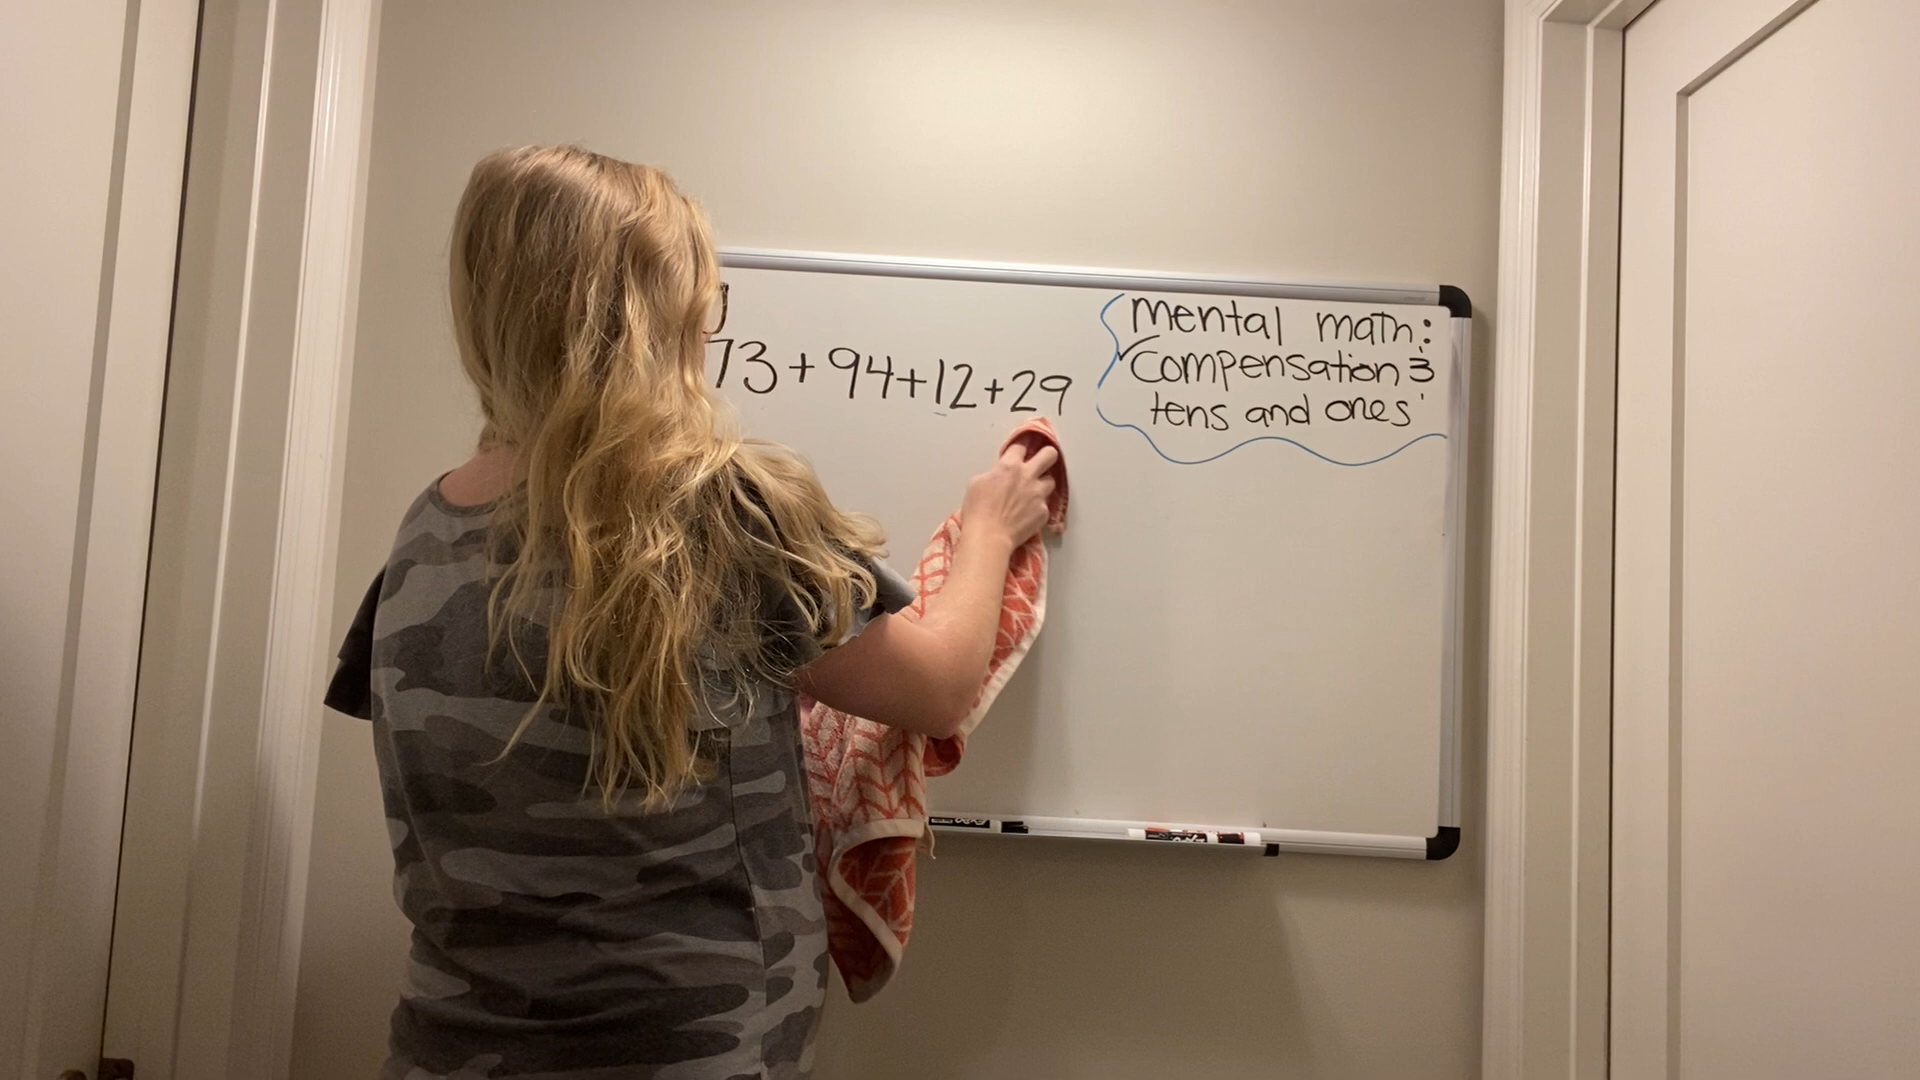 73+94+12+29
Mental math:
✓Compensation &
tens and ones